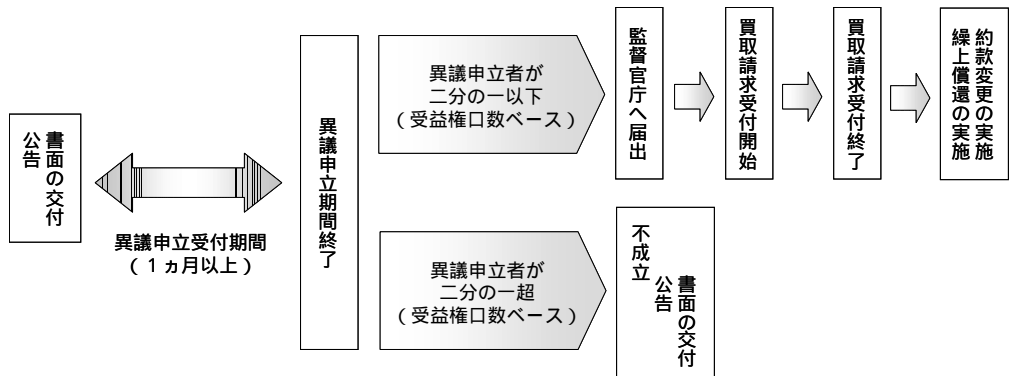 書面の交付
公告
異議申立受付期間
（１ヵ月以上）
異議申立期間終了
異議申立者が
二分の一以下
（受益権口数ベース）
監督官庁へ届出
買取請求受付開始
買取請求受付終了
約款変更の実施
繰上償還の実施
異議申立者が
二分の一超
（受益権口数ベース）
不成立
書面の交付
公告